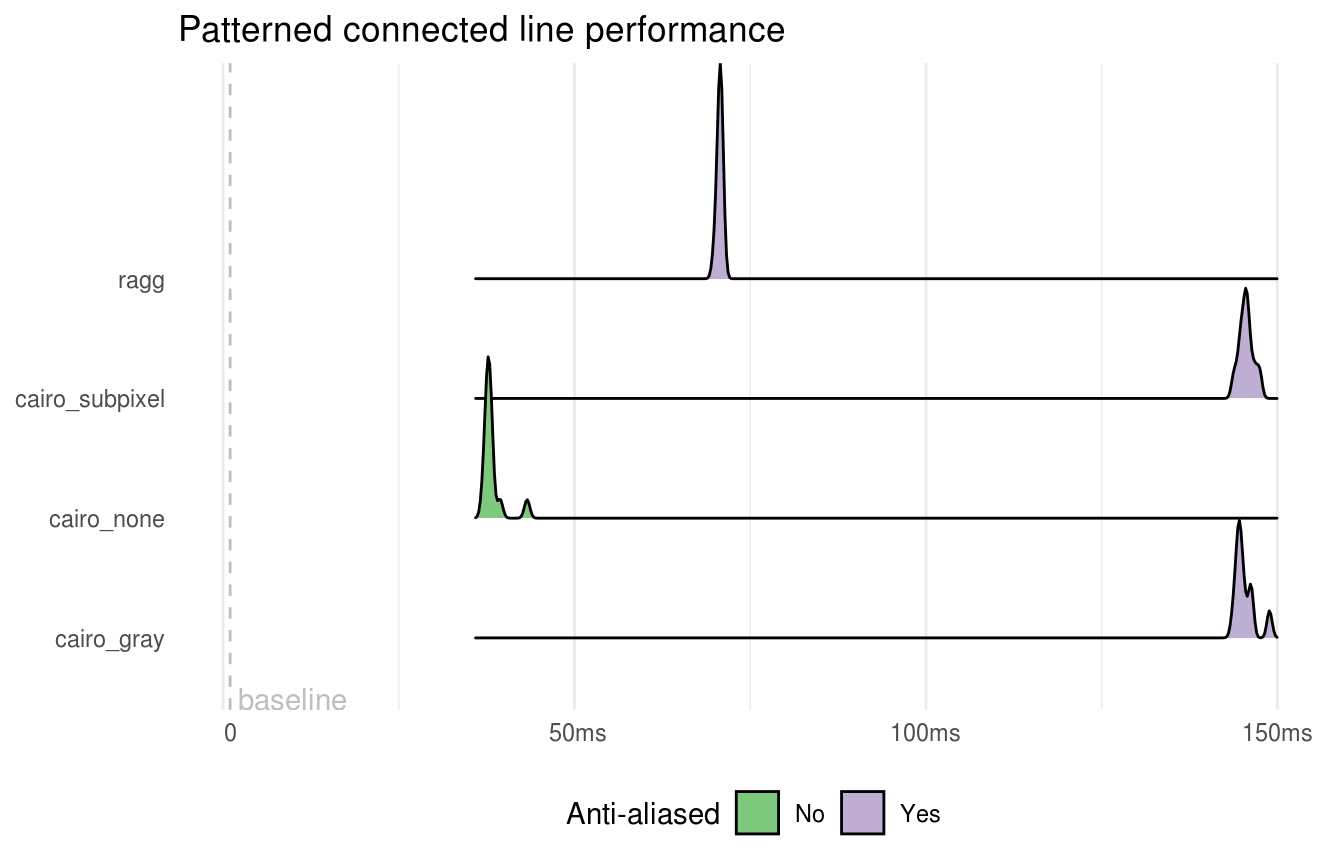 Patterned connected line performance
ragg
cairo_subpixel
cairo_none
cairo_gray
baseline
0 50ms 100ms 150ms
Anti-aliased No Yes